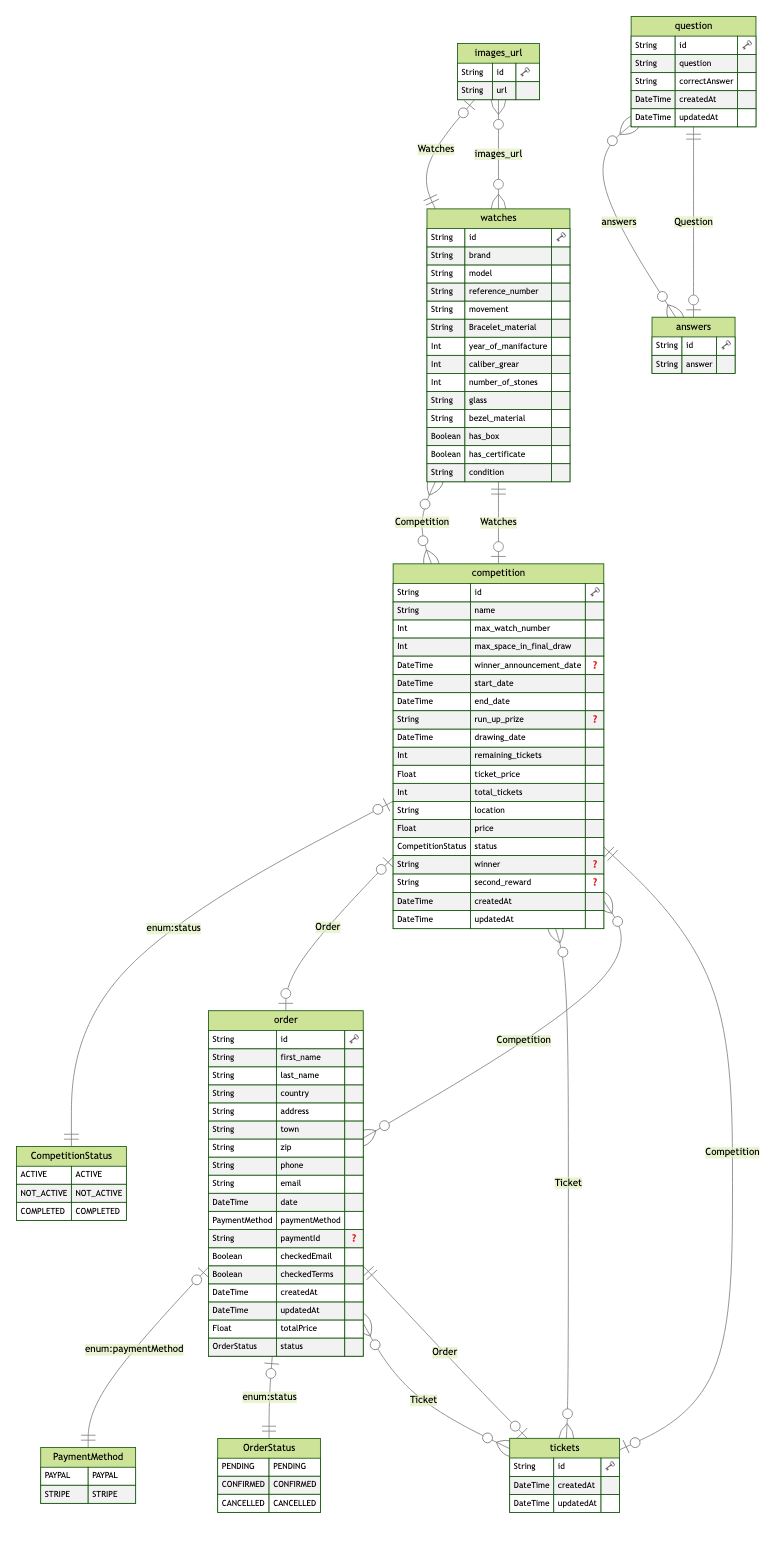 question
String id
String question
String correctAnswer
DateTime createdAt
DateTime updatedAt
images_url
String id
String url
Watches
images_url
answers
Question
watches
String id
String brand
String model
String reference_number
String movement
String Bracelet_material
Int year_of_manifacture
Int caliber_grear
Int number_of_stones
String glass
String bezel_material
Boolean has_box
Boolean has_certificate
String condition
answers
String id
String answer
Competition
Watches
competition
String id
String name
Int max_watch_number
Int max_space_in_final_draw
DateTime winner_announcement_date ?
DateTime start_date
DateTime end_date
String run_up_prize ?
DateTime drawing_date
Int remaining_tickets
Float ticket_price
Int total_tickets
String location
Float price
CompetitionStatus status
String winner ?
String second_reward ?
DateTime createdAt
DateTime updatedAt
enum:status
Order
Competition
Ticket
Competition
order
String id
String first_name
String last_name
String country
String address
String town
String zip
String phone
String email
DateTime date
PaymentMethod paymentMethod
String paymentId ?
Boolean checkedEmail
Boolean checkedTerms
DateTime createdAt
DateTime updatedAt
Float totalPrice
OrderStatus status
CompetitionStatus
ACTIVE ACTIVE
NOT_ACTIVE NOT_ACTIVE
COMPLETED COMPLETED
enum:paymentMethod
enum:status
Order
Ticket
PaymentMethod
PAYPAL PAYPAL
STRIPE STRIPE
OrderStatus
PENDING PENDING
CONFIRMED CONFIRMED
CANCELLED CANCELLED
tickets
String id
DateTime createdAt
DateTime updatedAt